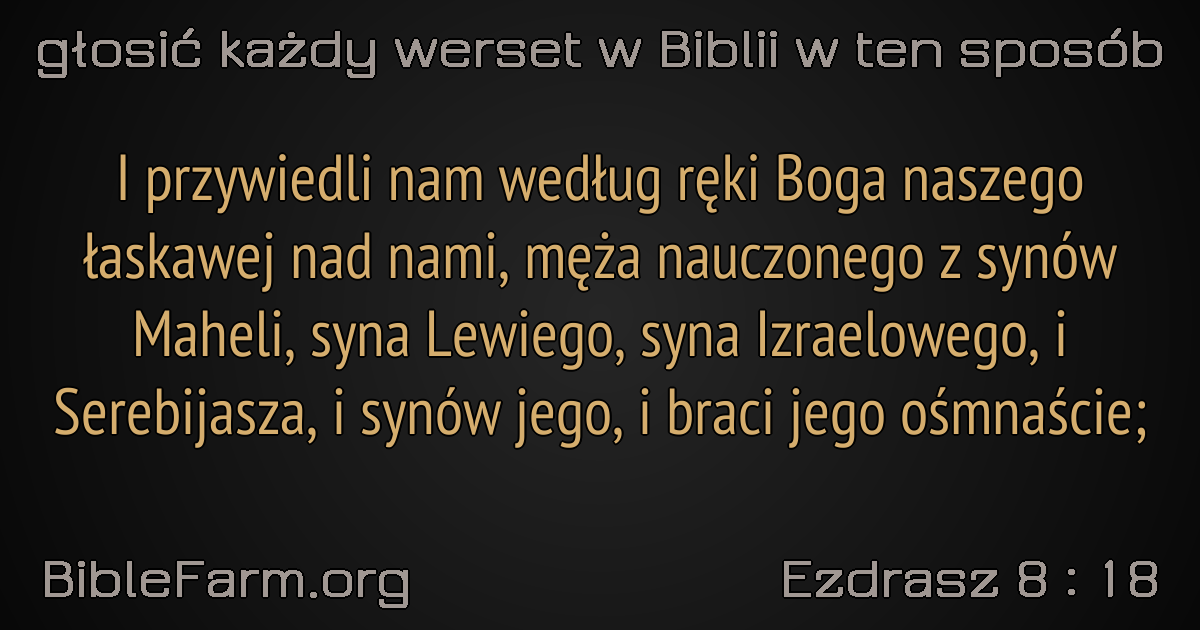 głosić każdy werset w Biblii w ten sposób
I przywiedli nam według ręki Boga naszego
łaskawej nad nami, męża nauczonego z synów
Maheli, syna Lewiego, syna Izraelowego, i
Serebijasza, i synów jego, i braci jego ośmnaście;
BibleFarm.org
Ezdrasz 8 : 18